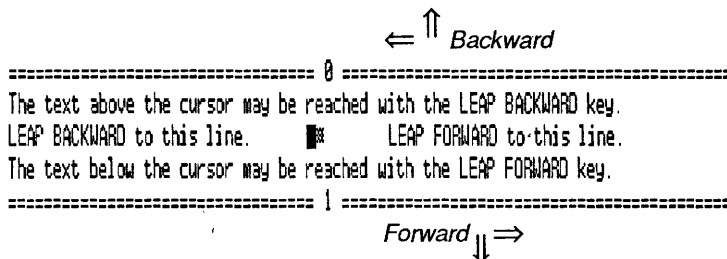 ⇐ ⇑ Backward
================================== 0 ===========================================
The text above the cursor may be reached with the LEAP BACKWARD key.
LEAP BACKWARD to this line. LEAP FORWARD to this line.
The text below the cursor may be reached with the LEAP FORWARD key.
================================== 1 ===========================================
Forward ⇓ ⇒